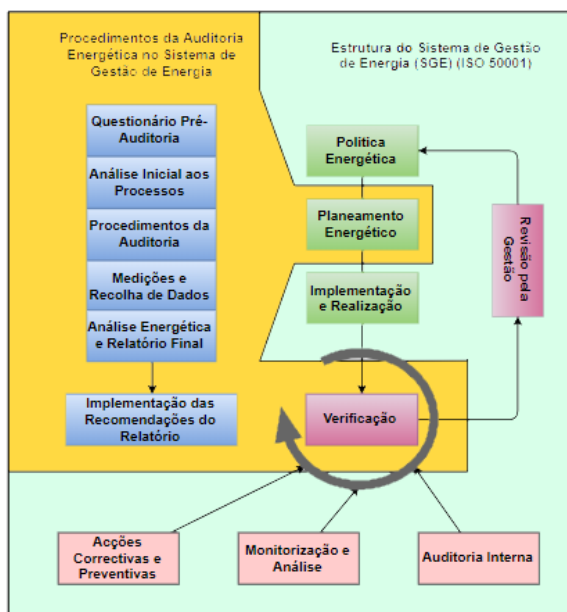 Procedimentos da Auditoria
Energética no Sistema de
Gestão de Energia
Estrutura do Sistema de Gestão
de Energia (SGE) (ISO 50001)
Questionário Pré-
Auditoria
Análise Inicial aos
Processos
Procedimentos da
Auditoria
Medições e
Recolha de Dados
Análise Energética
e Relatório Final
Implementação das
Recomendações do
Relatório
Politica
Energética
Planeamento
Energético
Implementação
e Realização
Verificação
Revisão pela
Gestão
Acções
Correctivas e
Preventivas
Monitorização e
Análise
Auditoria Interna